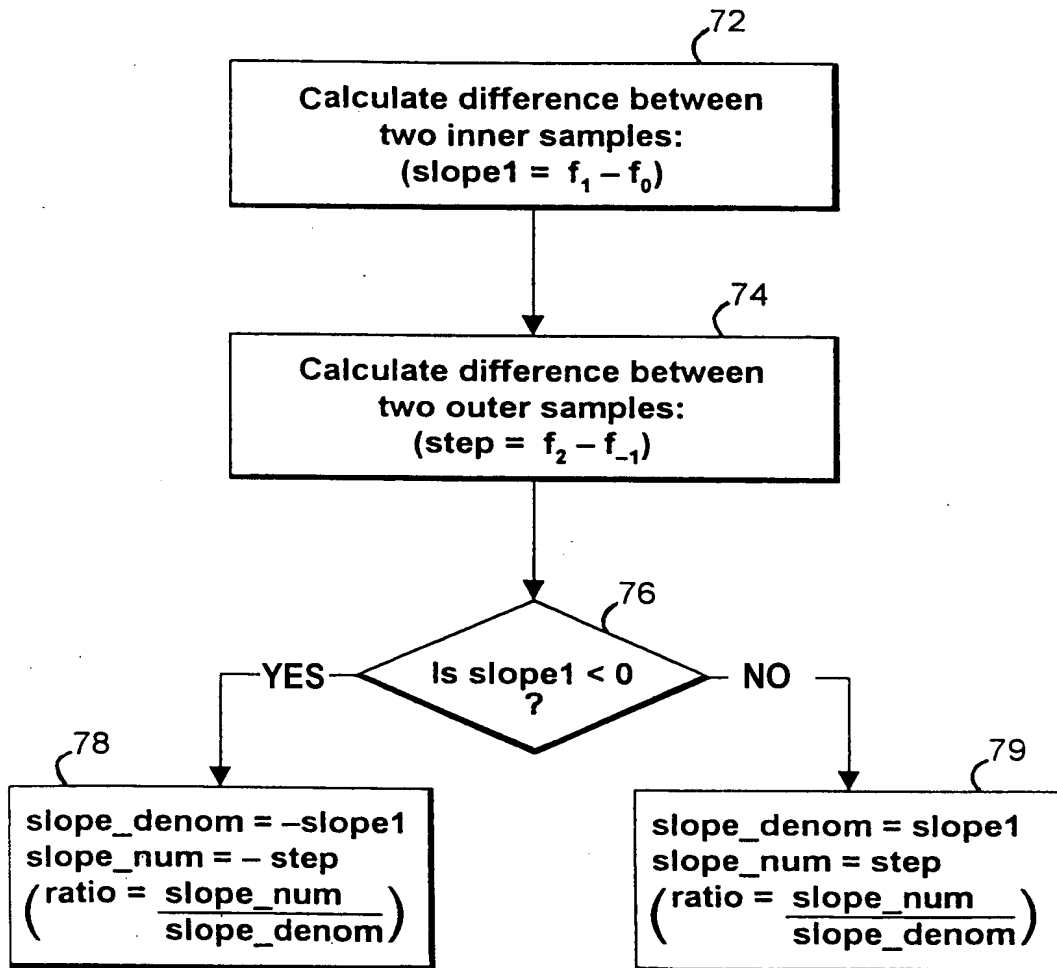 72
Calculate difference between
two inner samples:
(slope1 = f₁ – f₀)
74
Calculate difference between
two outer samples:
(step = f₂ – f₋₁)
76
Is slope1 < 0
?
YES
NO
78
slope_denom = –slope1
slope_num = – step
(ratio = slope_num
slope_denom)
79
slope_denom = slope1
slope_num = step
(ratio = slope_num
slope_denom)